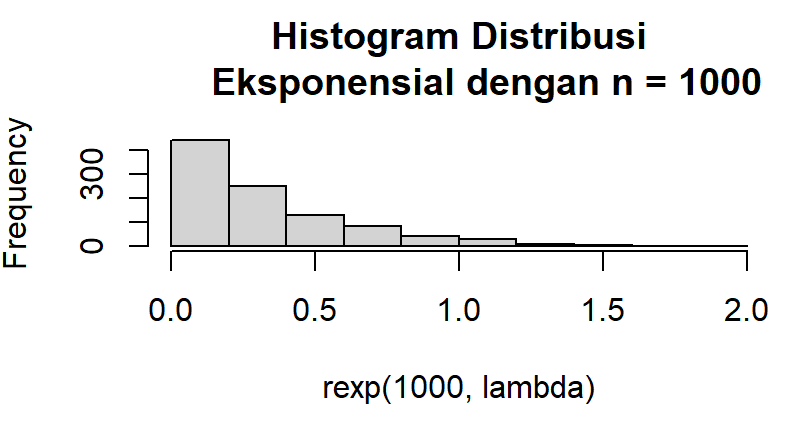 Histogram Distribusi
Eksponensial dengan n = 1000
Frequency
300
0
0.0 0.5 1.0 1.5 2.0
rexp(1000, lambda)